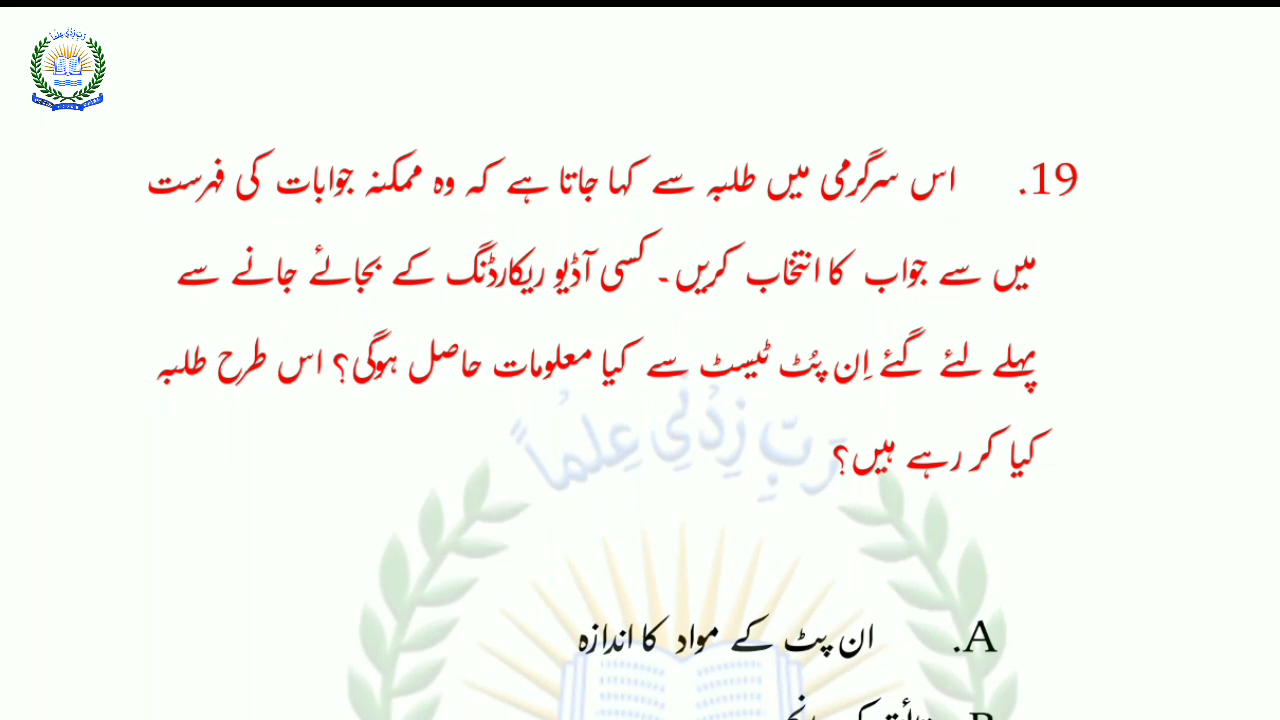 رَبِّ زِدْنِي عِلْماً
19. اس سرگرمی میں طلبہ سے کہا جاتا ہے کہ وہ ممکنہ جوابات کی فہرست
میں سے جواب کا انتخاب کریں۔ کسی آڈیو ریکارڈنگ کے بجائے جانے سے
پہلے لئے گئے اِن پُٹ ٹیسٹ سے کیا معلومات حاصل ہوگی؟ اس طرح طلبہ
کیا کر رہے ہیں؟
رَبِّ زِدْنِي عِلْماً
A. ان پٹ کے مواد کا اندازہ
B.